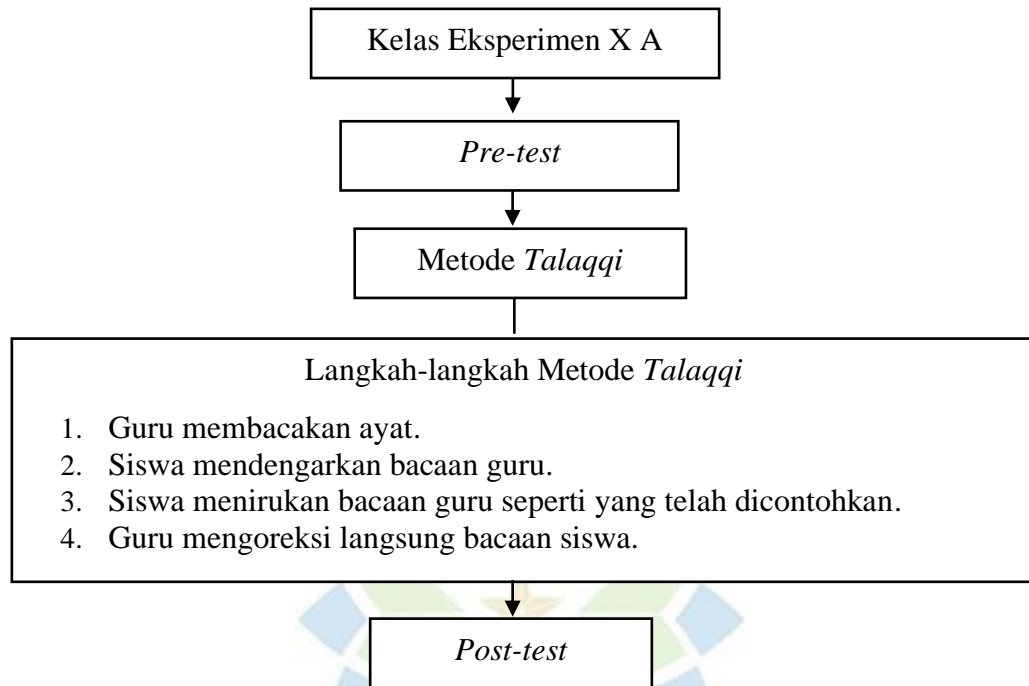 Kelas Eksperimen X A
Pre-test
Metode Talaqqi
Langkah-langkah Metode Talaqqi
1. Guru membacakan ayat.
2. Siswa mendengarkan bacaan guru.
3. Siswa menirukan bacaan guru seperti yang telah dicontohkan.
4. Guru mengoreksi langsung bacaan siswa.
Post-test